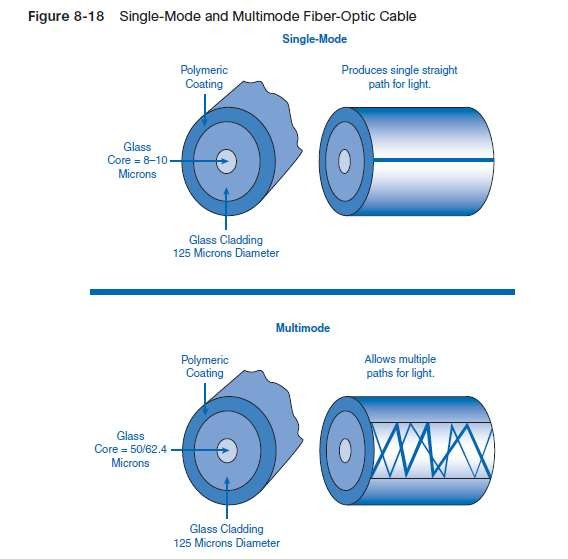 Figure 8-18 Single-Mode and Multimode Fiber-Optic Cable
Single-Mode
Polymeric
Coating
Produces single straight
path for light.
Glass
Core = 8–10
Microns
Glass Cladding
125 Microns Diameter
Multimode
Polymeric
Coating
Allows multiple
paths for light.
Glass
Core = 50/62.4
Microns
Glass Cladding
125 Microns Diameter